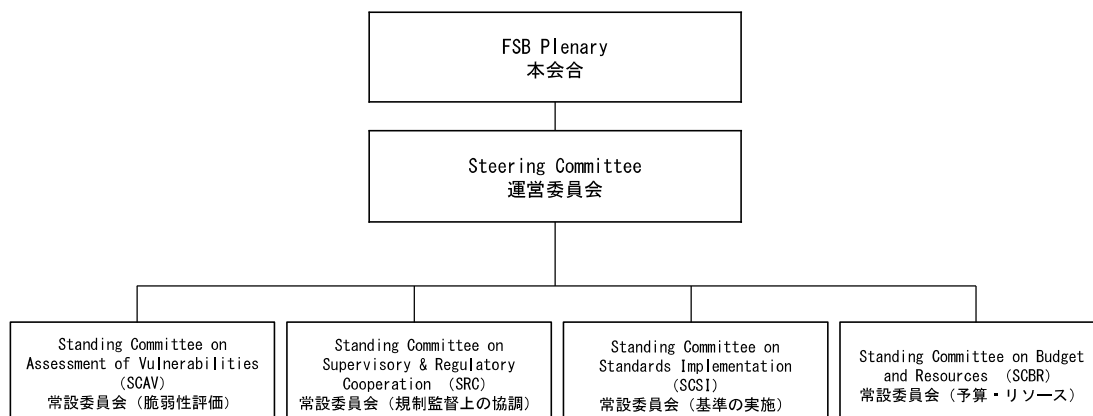 FSB Plenary
本会合
Steering Committee
運営委員会
Standing Committee on
Assessment of Vulnerabilities
(SCAV)
常設委員会（脆弱性評価）
Standing Committee on
Supervisory & Regulatory
Cooperation （SRC）
常設委員会（規制監督上の協調）
Standing Committee on
Standards Implementation
(SCSI)
常設委員会（基準の実施）
Standing Committee on Budget
and Resources （SCBR）
常設委員会（予算・リソース）